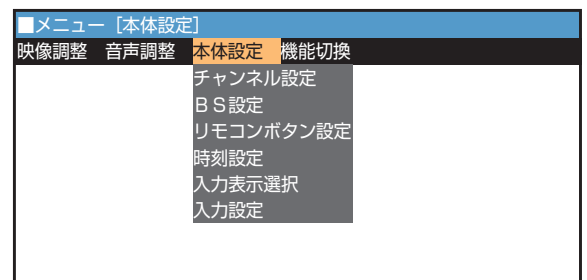 ■メニュー [本体設定]
映像調整 音声調整 本体設定 機能切換
チャンネル設定
ＢＳ設定
リモコンボタン設定
時刻設定
入力表示選択
入力設定